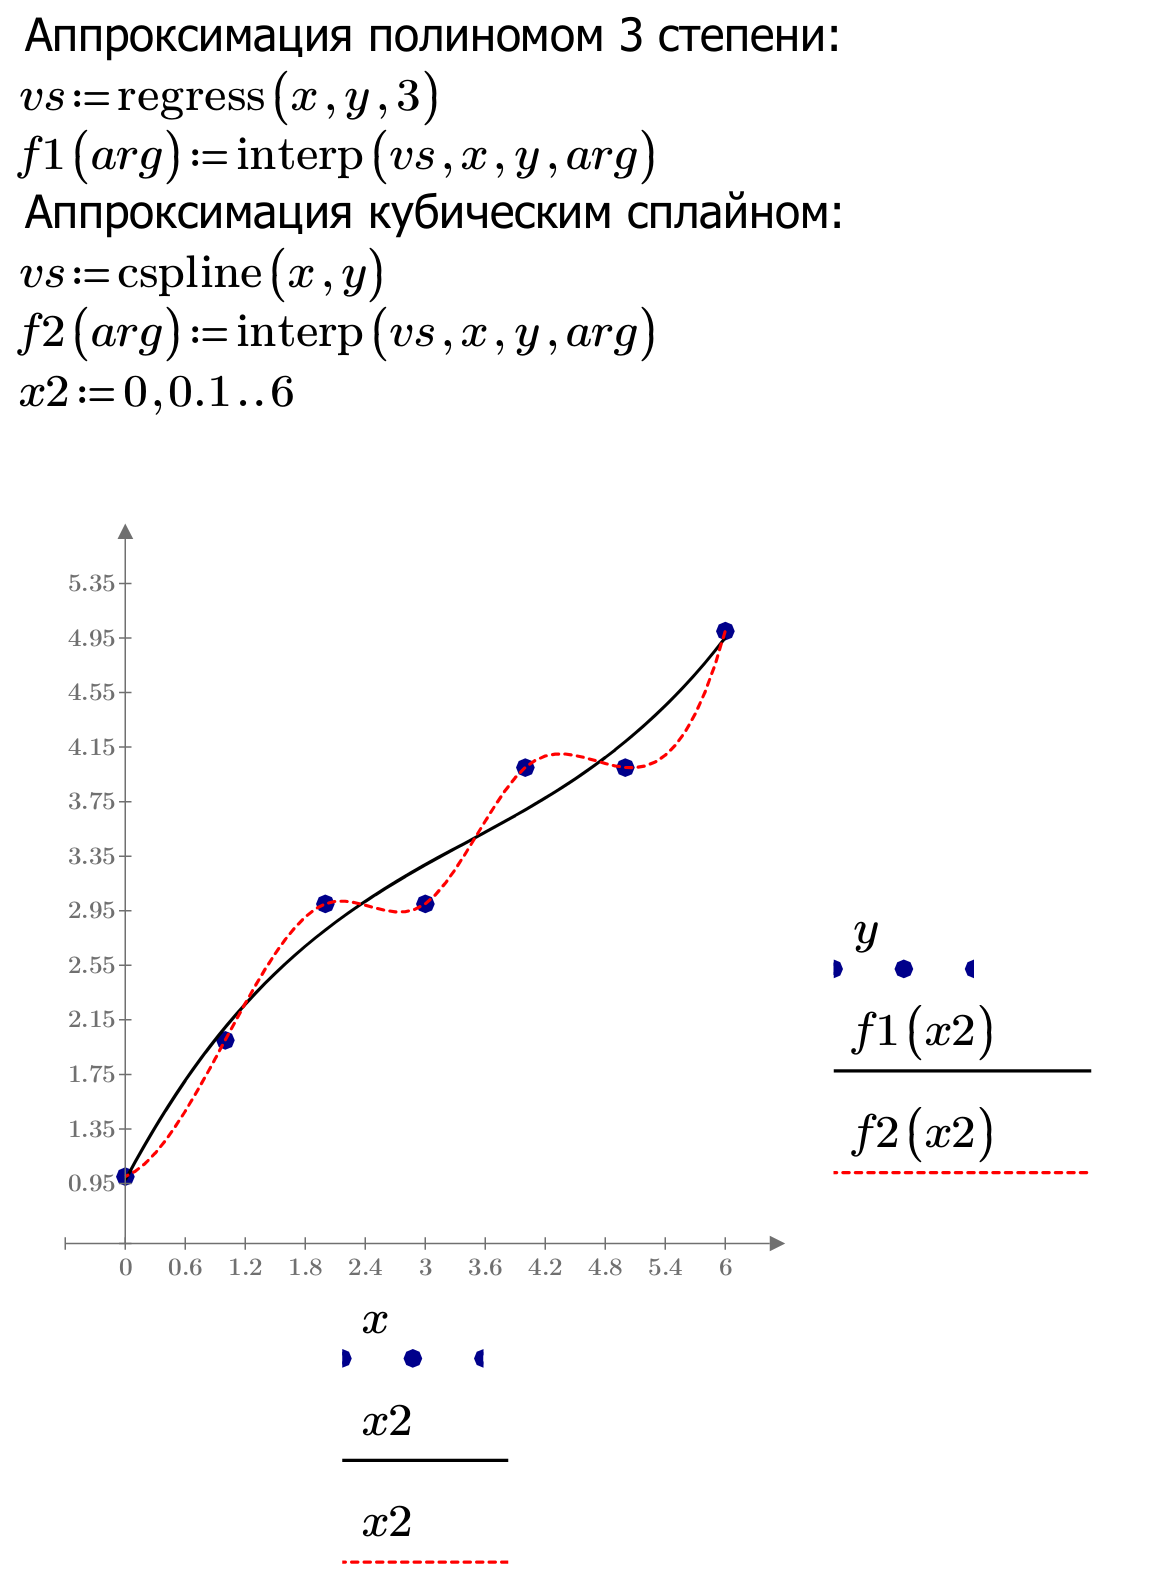 Аппроксимация полиномом 3 степени:
vs:=regress(x,y,3)
f1(arg):=interp(vs,x,y,arg)
Аппроксимация кубическим сплайном:
vs:=cspline(x,y)
f2(arg):=interp(vs,x,y,arg)
x2:=0,0.1..6
5.35
4.95
4.55
4.15
3.75
3.35
2.95
2.55
2.15
1.75
1.35
0.95
0 0.6 1.2 1.8 2.4 3 3.6 4.2 4.8 5.4 6
y
f1(x2)
f2(x2)
x
x2
x2